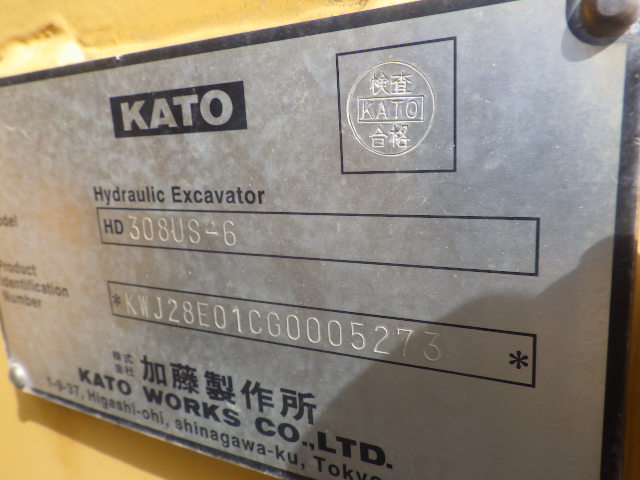 KATO
検査
KATO
合格
Hydraulic Excavator
HD 308US-6
Product
Identification
Number
*KWJ28E01CG0005273 *
株式
会社 加藤製作所
KATO WORKS CO.,LTD.
1-9-37, Higashi-ohi, shinagawa-ku, Tokyo